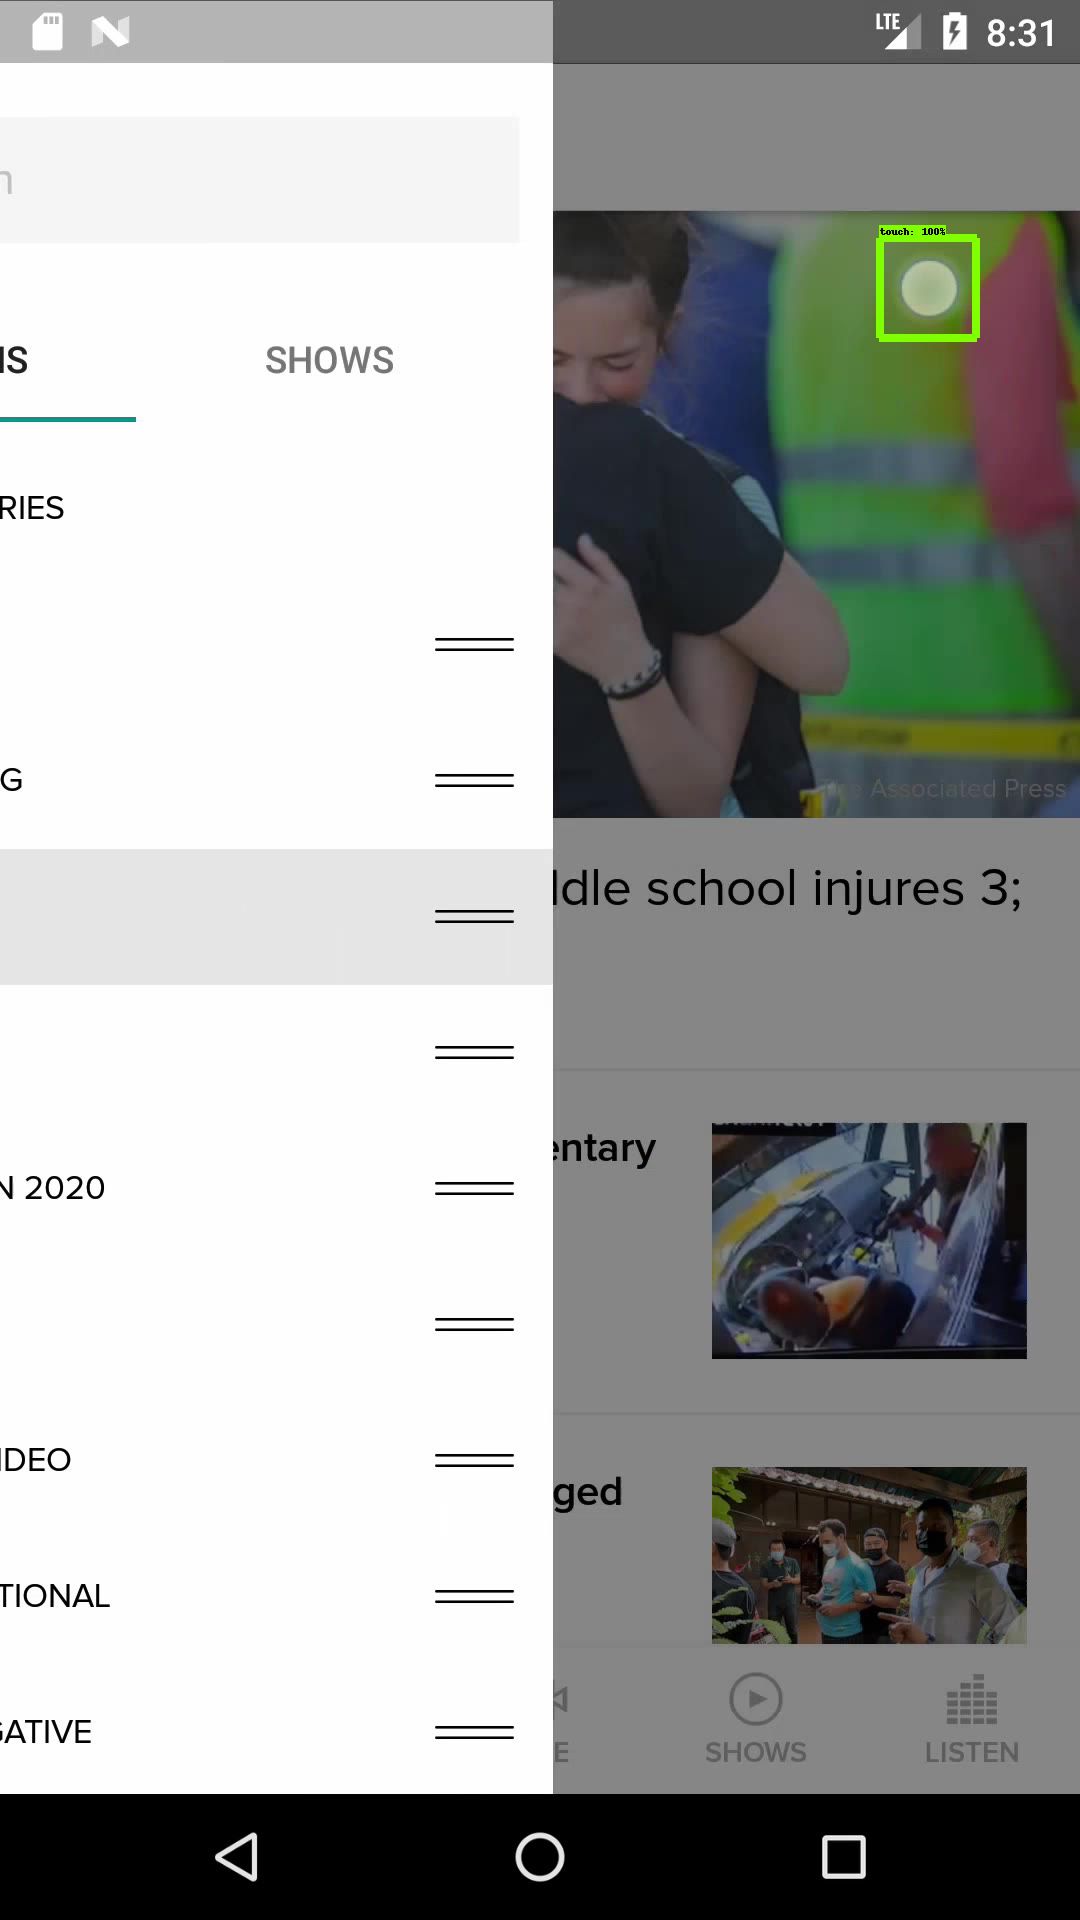 LTE 8:31
touch: 100%
SHOWS
RIES
G
The Associated Press
ddle school injures 3;
entary
N 2020
IDEO
ged
TIONAL
GATIVE
E
SHOWS
LISTEN